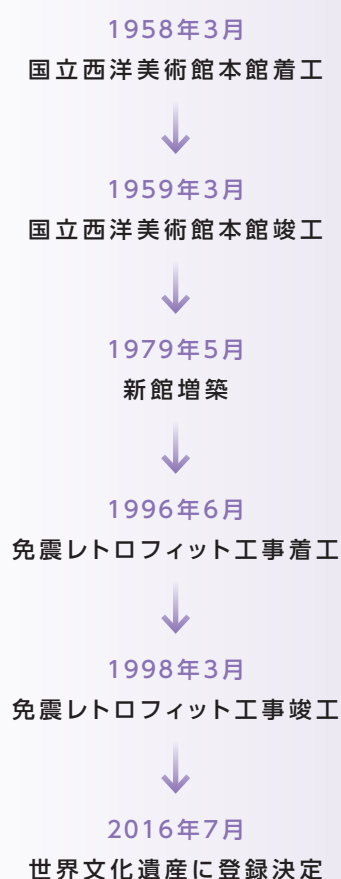 1958年3月
国立西洋美術館本館着工
1959年3月
国立西洋美術館本館竣工
1979年5月
新館増築
1996年6月
免震レトロフィット工事着工
1998年3月
免震レトロフィット工事竣工
2016年7月
世界文化遺産に登録決定